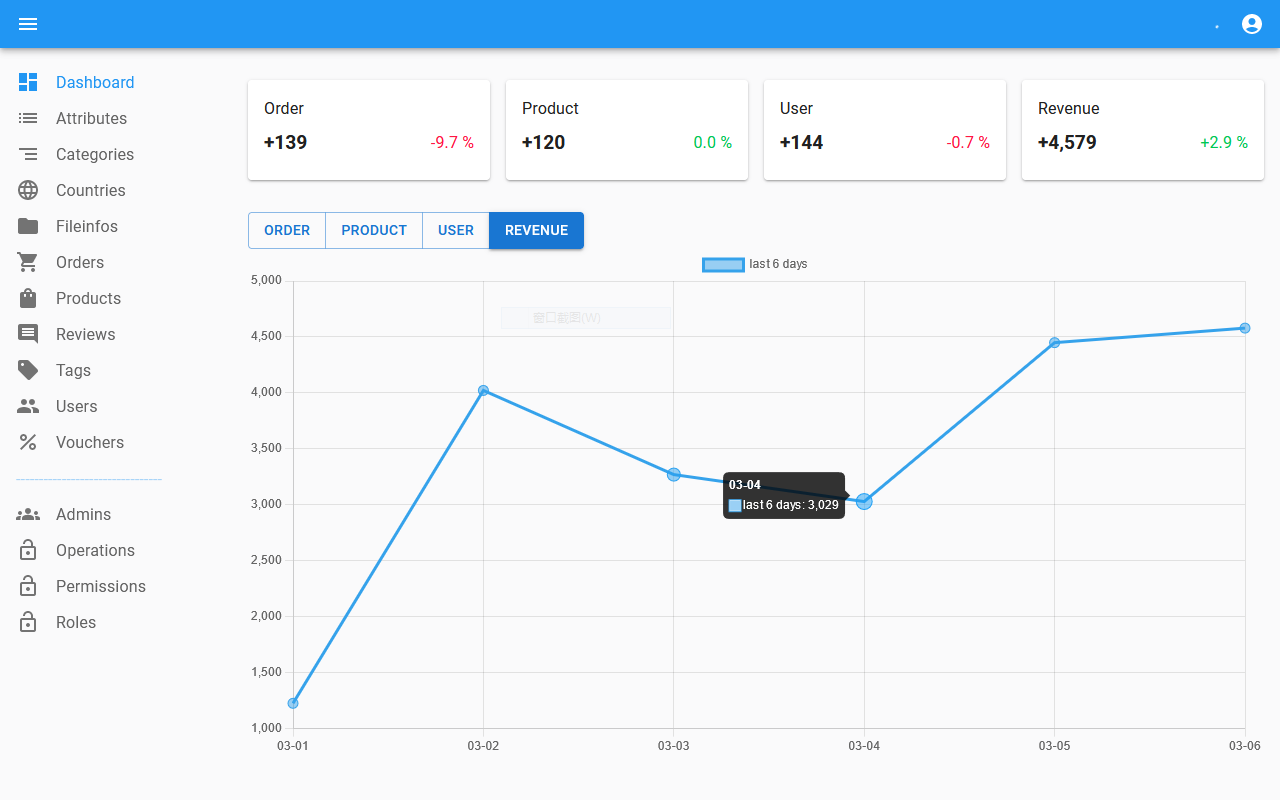 Dashboard
Attributes
Categories
Countries
Fileinfos
Orders
Products
Reviews
Tags
Users
Vouchers
Admins
Operations
Permissions
Roles
Order
+139 -9.7 %
Product
+120 0.0 %
User
+144 -0.7 %
Revenue
+4,579 +2.9 %
ORDER PRODUCT USER REVENUE
last 6 days
5,000
窗口截图(W)
4,500
4,000
3,500
3,000
2,500
2,000
1,500
1,000
03-04
last 6 days: 3,029
03-01 03-02 03-03 03-04 03-05 03-06